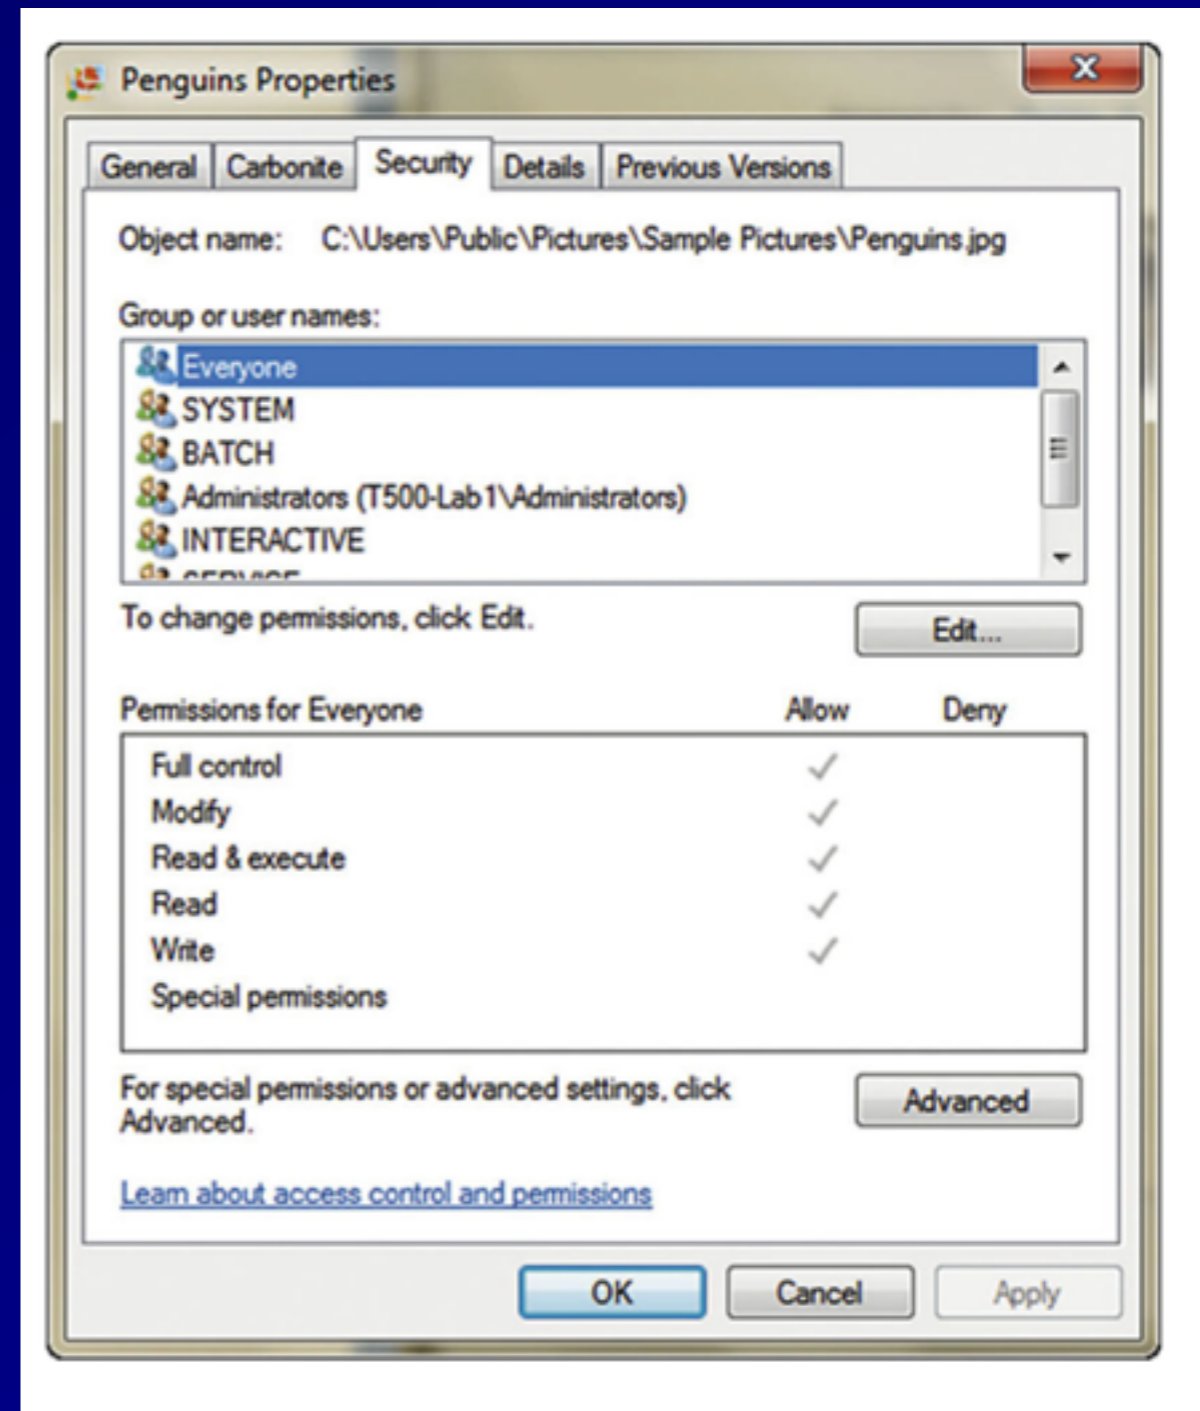 Penguins Properties
General Carbonite Security Details Previous Versions
Object name: C:\Users\Public\Pictures\Sample Pictures\Penguins.jpg
Group or user names:
Everyone
SYSTEM
BATCH
Administrators (T500-Lab1\Administrators)
INTERACTIVE
SERVICE
To change permissions, click Edit.
Edit...
Permissions for Everyone Allow Deny
Full control
Modify
Read & execute
Read
Write
Special permissions
For special permissions or advanced settings, click
Advanced.
Advanced
Learn about access control and permissions
OK Cancel Apply